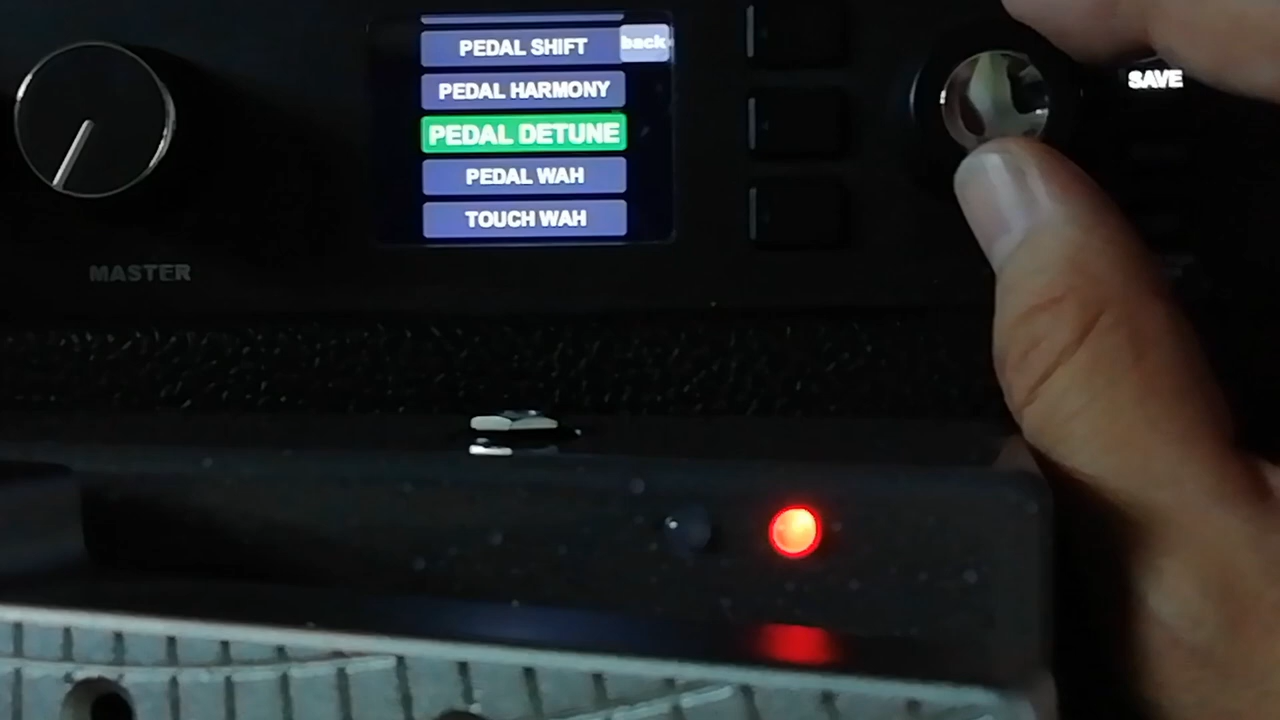 PEDAL SHIFT
back
PEDAL HARMONY
PEDAL DETUNE
PEDAL WAH
TOUCH WAH
SAVE
MASTER